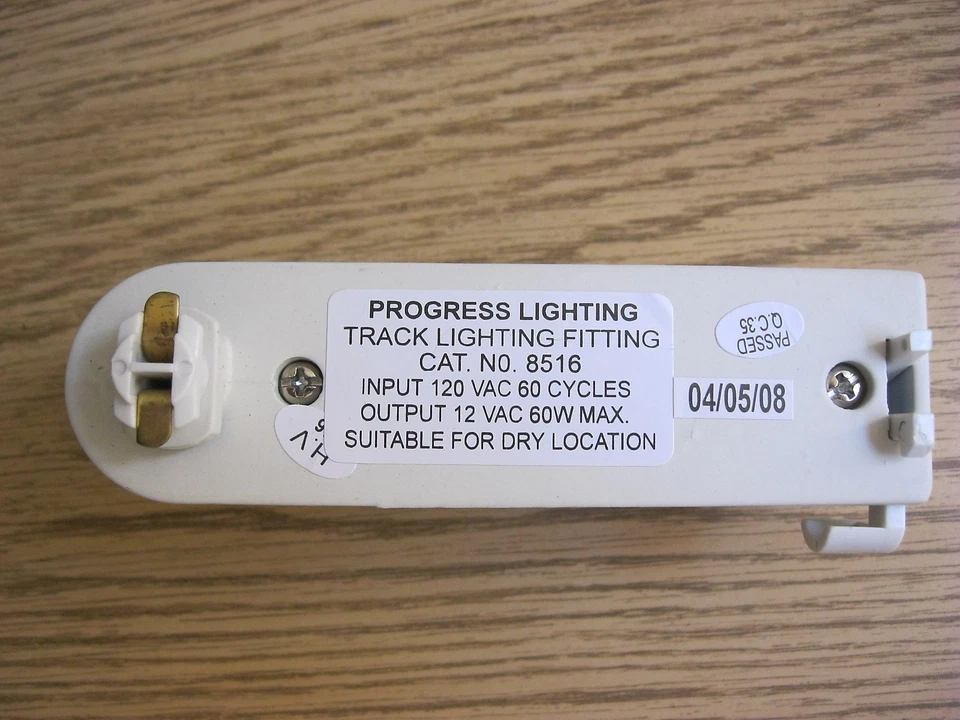 PROGRESS LIGHTING
TRACK LIGHTING FITTING
CAT. NO. 8516
INPUT 120 VAC 60 CYCLES
OUTPUT 12 VAC 60W MAX.
SUITABLE FOR DRY LOCATION
04/05/08
PASSED
Q.C.35
H.V